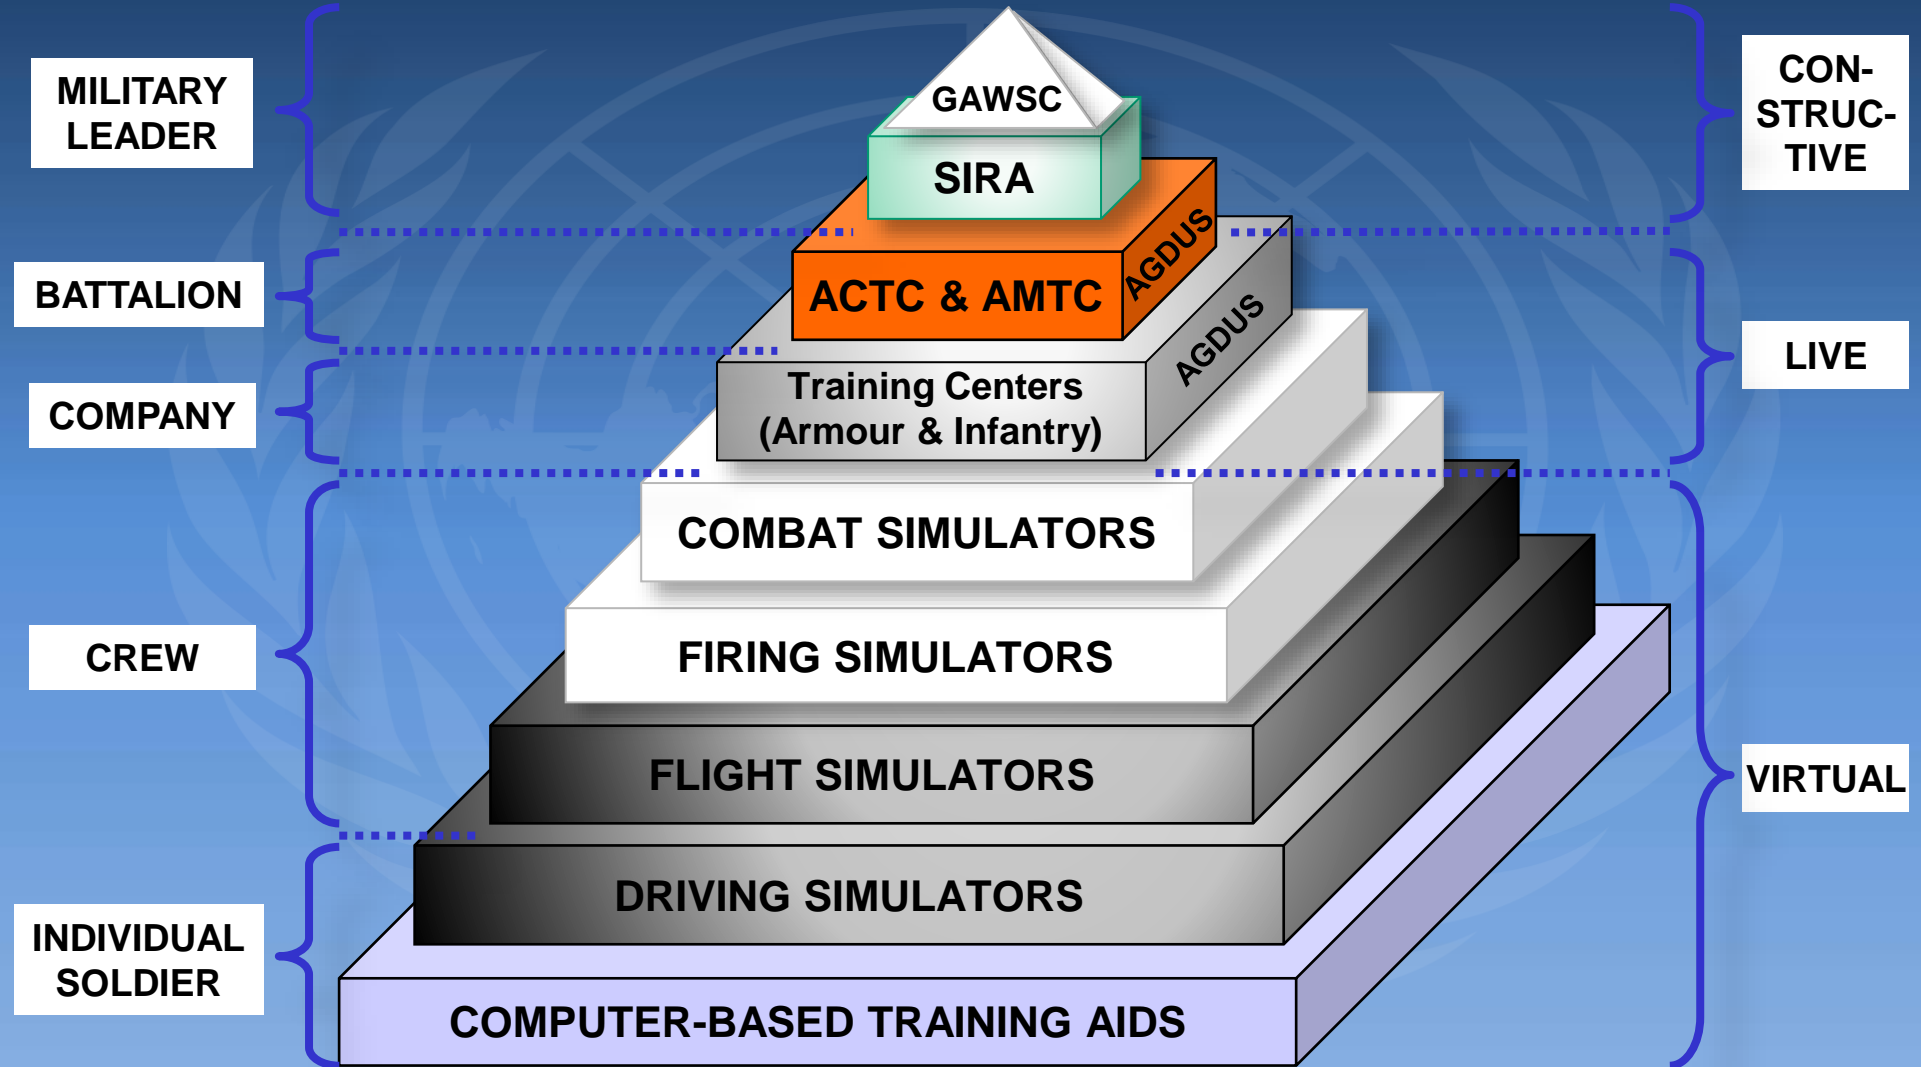 MILITARY
LEADER
BATTALION
COMPANY
CREW
INDIVIDUAL
SOLDIER
GAWSC
SIRA
ACTC & AMTC
AGDUS
Training Centers
(Armour & Infantry)
AGDUS
COMBAT SIMULATORS
FIRING SIMULATORS
FLIGHT SIMULATORS
DRIVING SIMULATORS
COMPUTER-BASED TRAINING AIDS
CON-
STRUC-
TIVE
LIVE
VIRTUAL